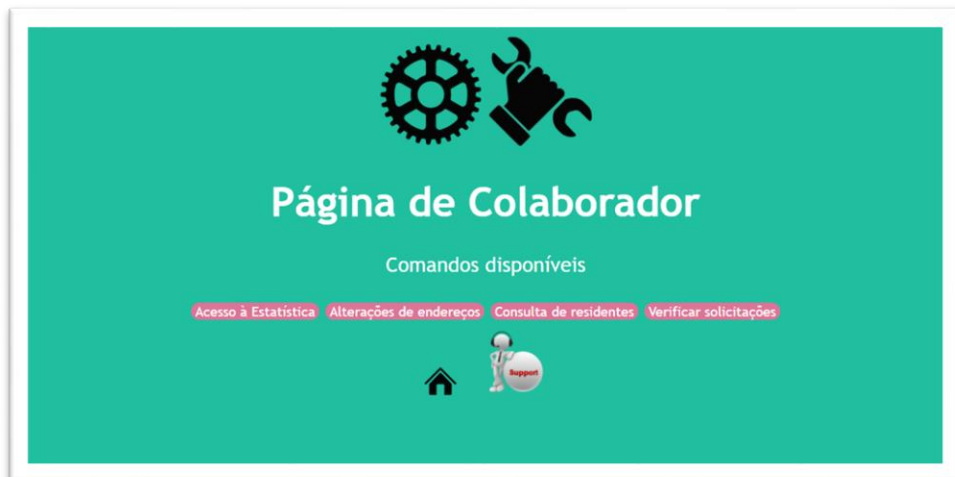 Página de Colaborador
Comandos disponíveis
Acesso à Estatística Alterações de endereços Consulta de residentes Verificar solicitações
Support